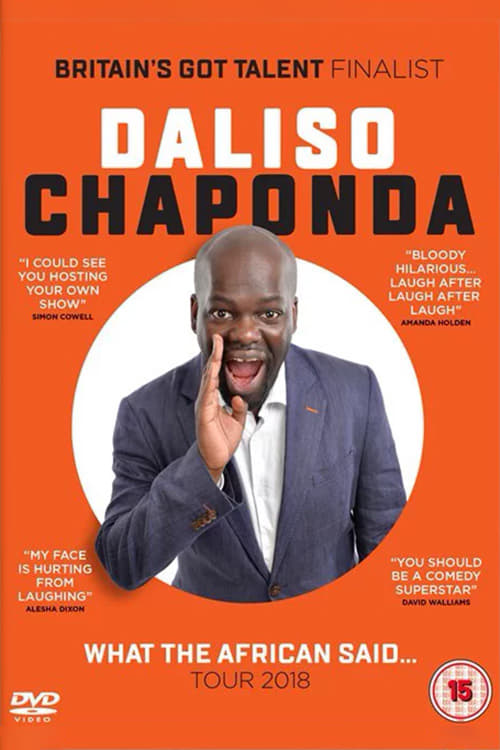 BRITAIN'S GOT TALENT FINALIST
DALISO
CHAPONDA
"I COULD SEE
YOU HOSTING
YOUR OWN
SHOW"
SIMON COWELL
"BLOODY
HILARIOUS...
LAUGH AFTER
LAUGH AFTER
LAUGH"
AMANDA HOLDEN
"MY FACE
IS HURTING
FROM
LAUGHING"
ALESHA DIXON
"YOU SHOULD
BE A COMEDY
SUPERSTAR"
DAVID WALLIAMS
WHAT THE AFRICAN SAID...
TOUR 2018
DVD
VIDEO
15